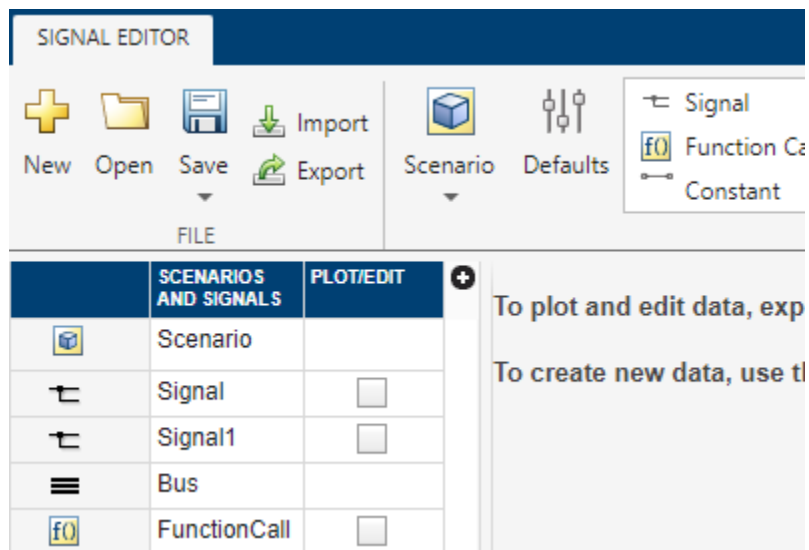 SIGNAL EDITOR
New
Open
Save
Import
Export
Scenario
Defaults
Signal
f() Function Ca
Constant
FILE
SCENARIOS
AND SIGNALS
PLOT/EDIT
To plot and edit data, exp
Scenario
To create new data, use t
Signal
Signal1
Bus
f() FunctionCall